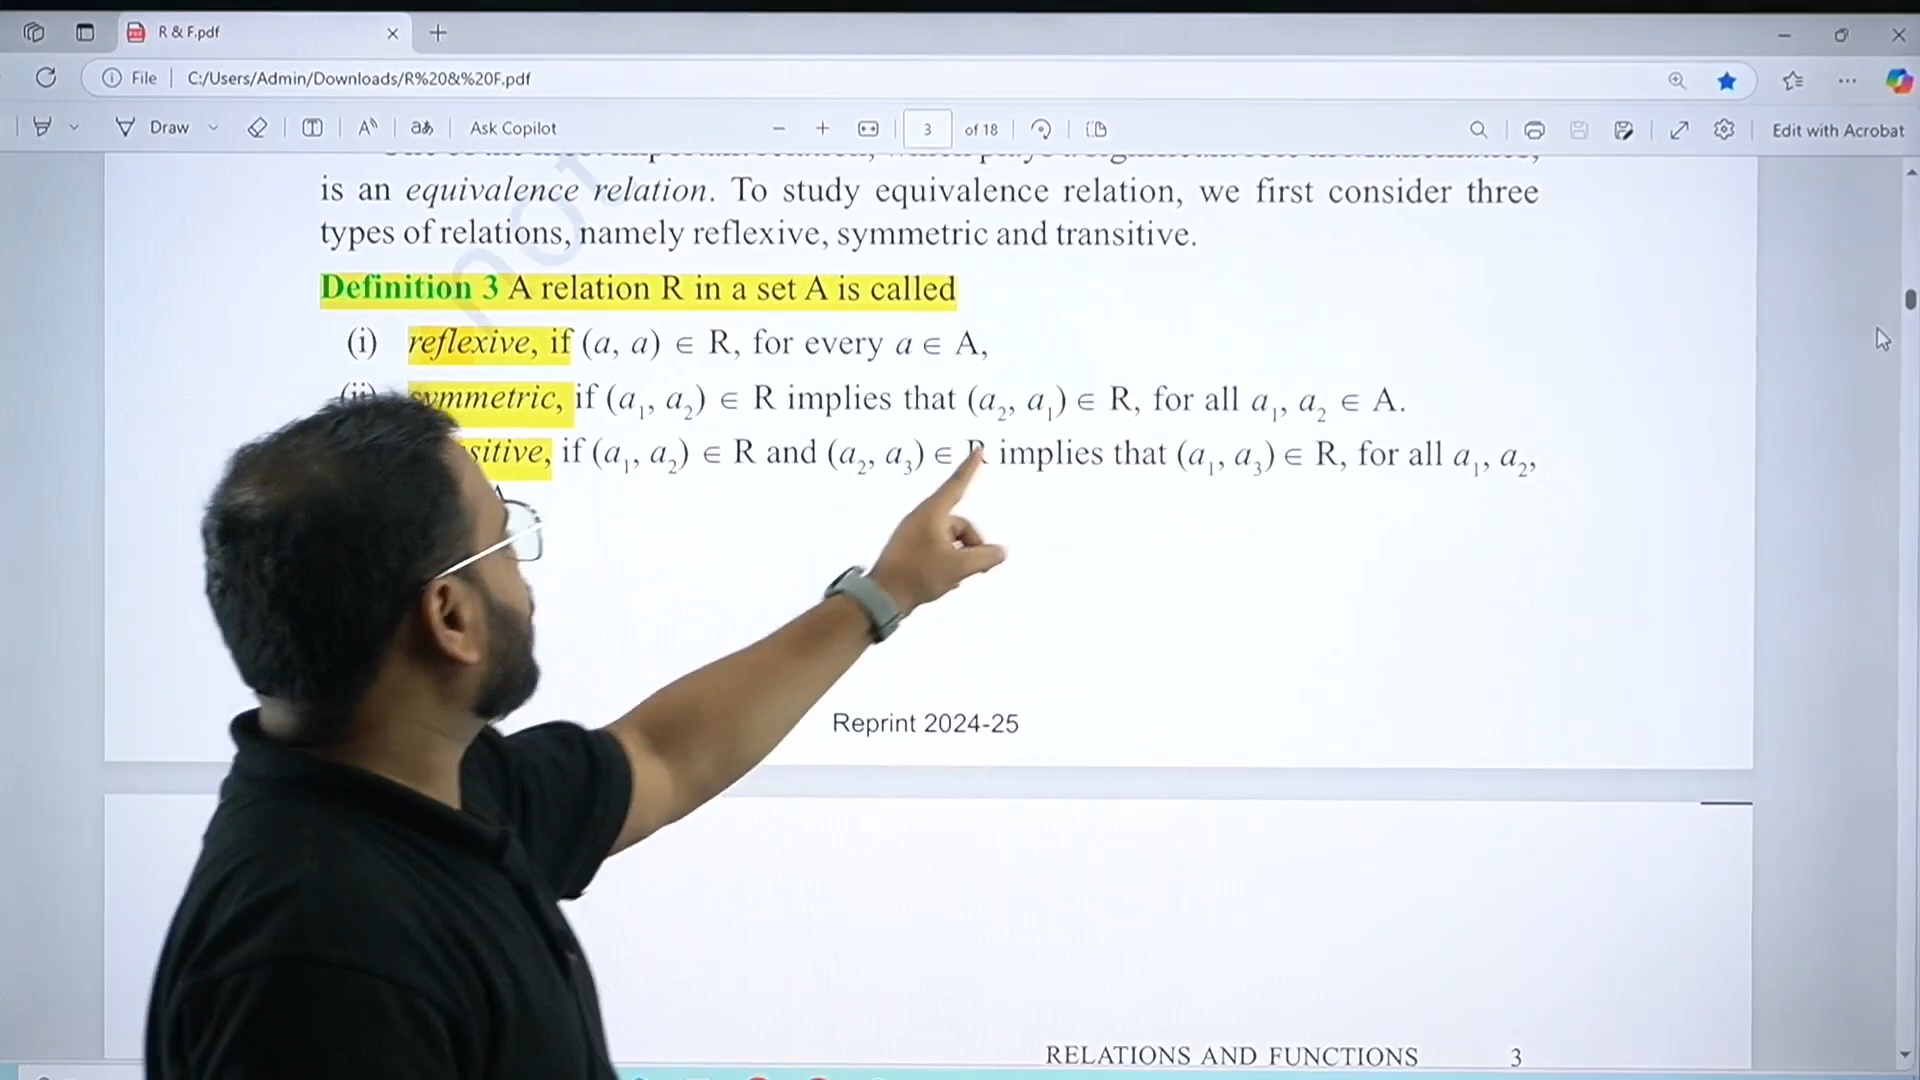 R & F.pdf
File C:/Users/Admin/Downloads/R%20&%20F.pdf
Draw Ask Copilot 3 of 18 Edit with Acrobat
is an equivalence relation. To study equivalence relation, we first consider three
types of relations, namely reflexive, symmetric and transitive.
Definition 3 A relation R in a set A is called
(i) reflexive, if (a, a) ∈ R, for every a ∈ A,
(ii) symmetric, if (a₁, a₂) ∈ R implies that (a₂, a₁) ∈ R, for all a₁, a₂ ∈ A.
sitive, if (a₁, a₂) ∈ R and (a₂, a₃) ∈ R implies that (a₁, a₃) ∈ R, for all a₁, a₂,
Reprint 2024-25
RELATIONS AND FUNCTIONS 3